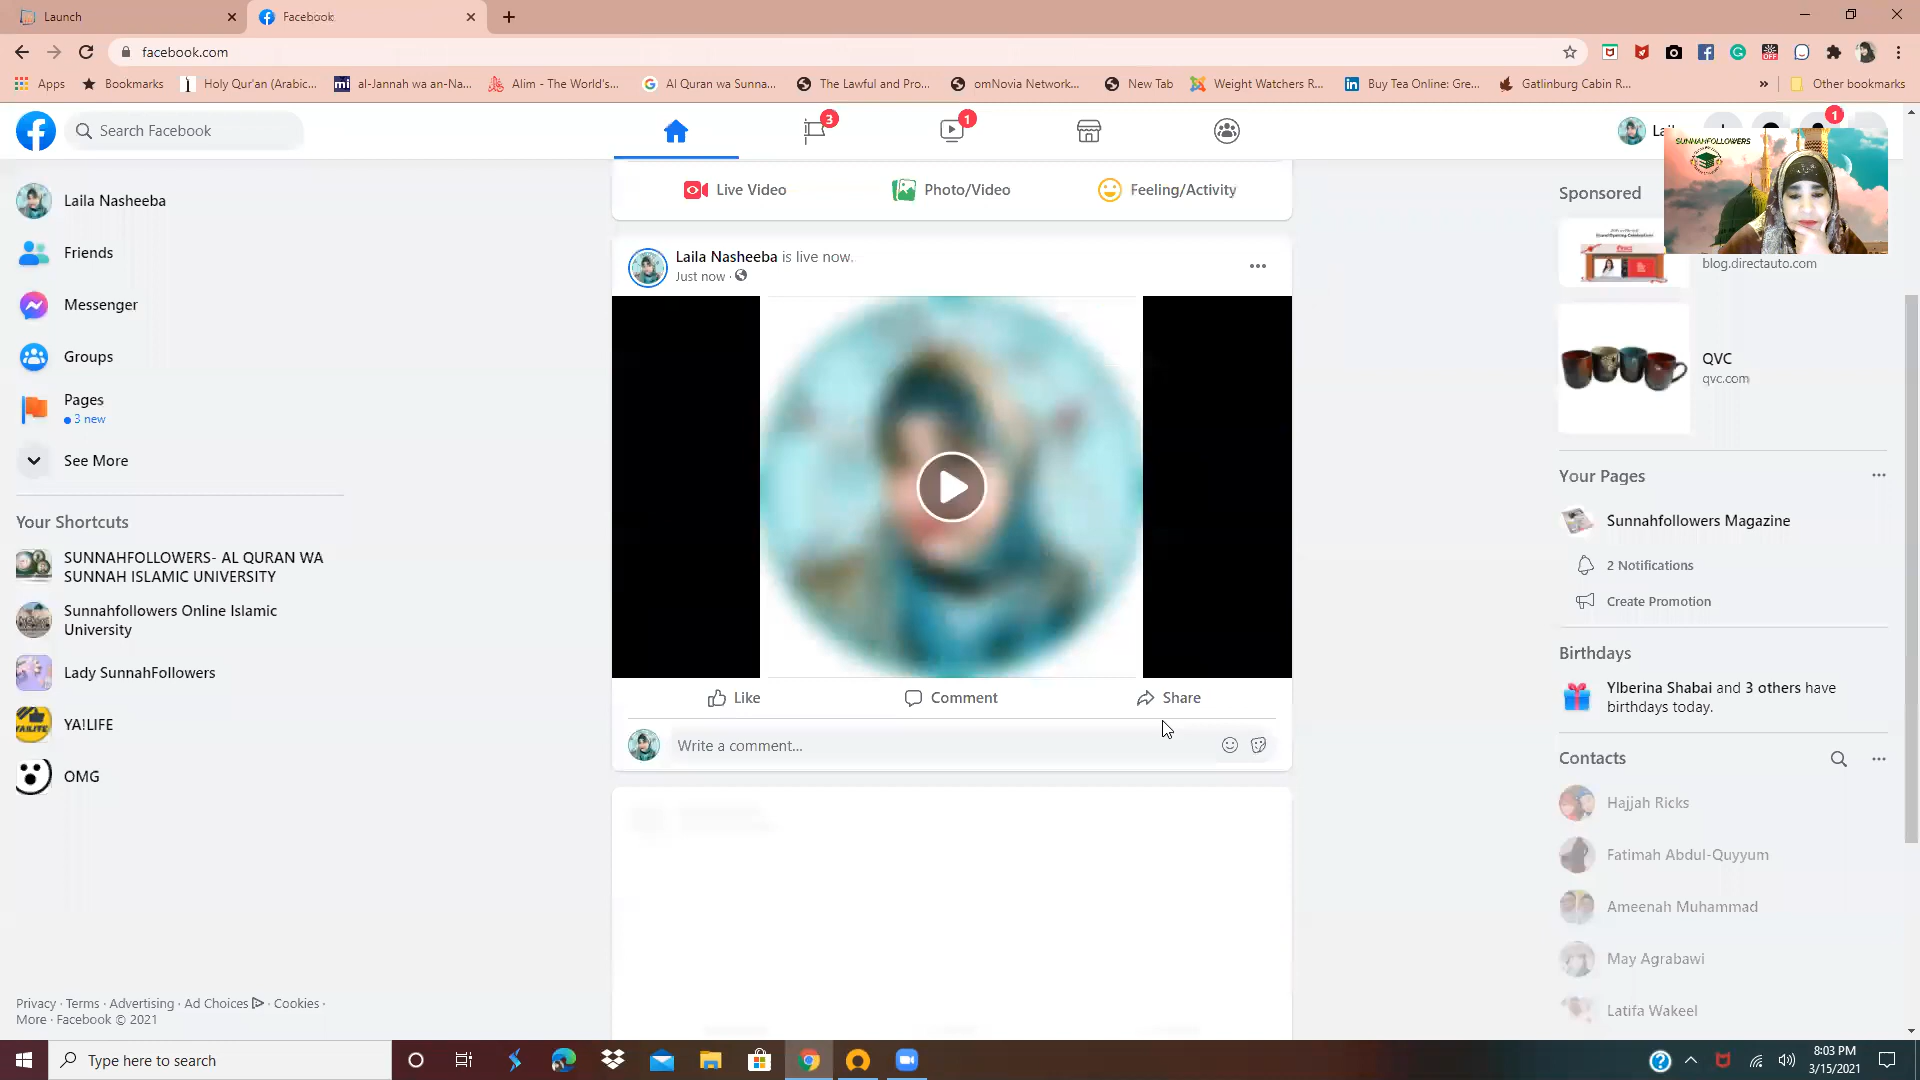 Launch
Facebook
facebook.com
Apps
Bookmarks
Holy Qur'an (Arabic...
al-Jannah wa an-Na...
Alim - The World's...
Al Quran wa Sunna...
The Lawful and Pro...
omNovia Network...
New Tab
Weight Watchers R...
Buy Tea Online: Gre...
Gatlinburg Cabin R...
»
Other bookmarks
Search Facebook
3
1
1
SUNNAHFOLLOWERS
Laila Nasheeba
Friends
Messenger
Groups
Pages
3 new
See More
Your Shortcuts
SUNNAHFOLLOWERS- AL QURAN WA
SUNNAH ISLAMIC UNIVERSITY
Sunnahfollowers Online Islamic
University
Lady SunnahFollowers
YA!LIFE
OMG
Privacy · Terms · Advertising · Ad Choices · Cookies ·
More · Facebook © 2021
Live Video
Photo/Video
Feeling/Activity
Laila Nasheeba is live now.
Just now ·
Like
Comment
Share
Write a comment...
Sponsored
blog.directauto.com
QVC
qvc.com
Your Pages
Sunnahfollowers Magazine
2 Notifications
Create Promotion
Birthdays
Ylberina Shabai and 3 others have
birthdays today.
Contacts
Hajjah Ricks
Fatimah Abdul-Quyyum
Ameenah Muhammad
May Agrabawi
Latifa Wakeel
Type here to search
8:03 PM
3/15/2021